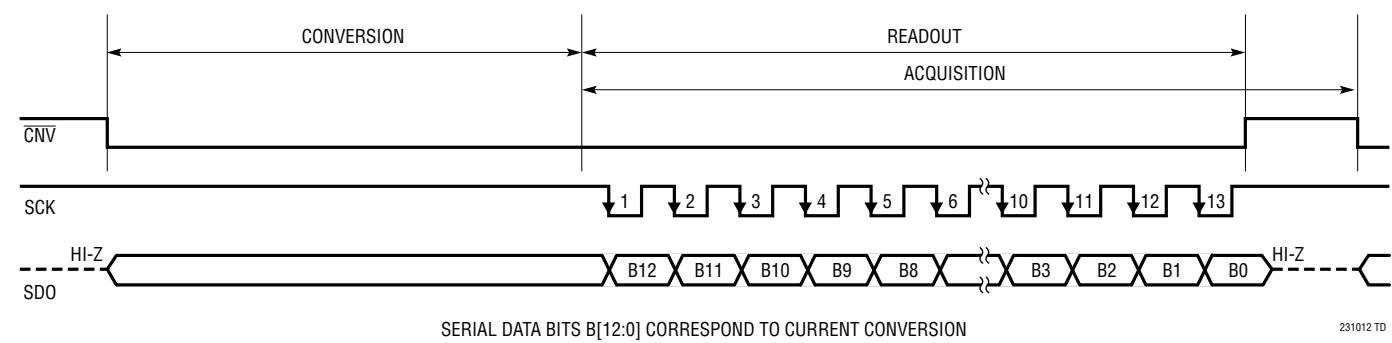 CONVERSION
READOUT
ACQUISITION
CNV
SCK
1 2 3 4 5 6 10 11 12 13
HI-Z
HI-Z
B12 B11 B10 B9 B8 B3 B2 B1 B0
SDO
SERIAL DATA BITS B[12:0] CORRESPOND TO CURRENT CONVERSION
231012 TD